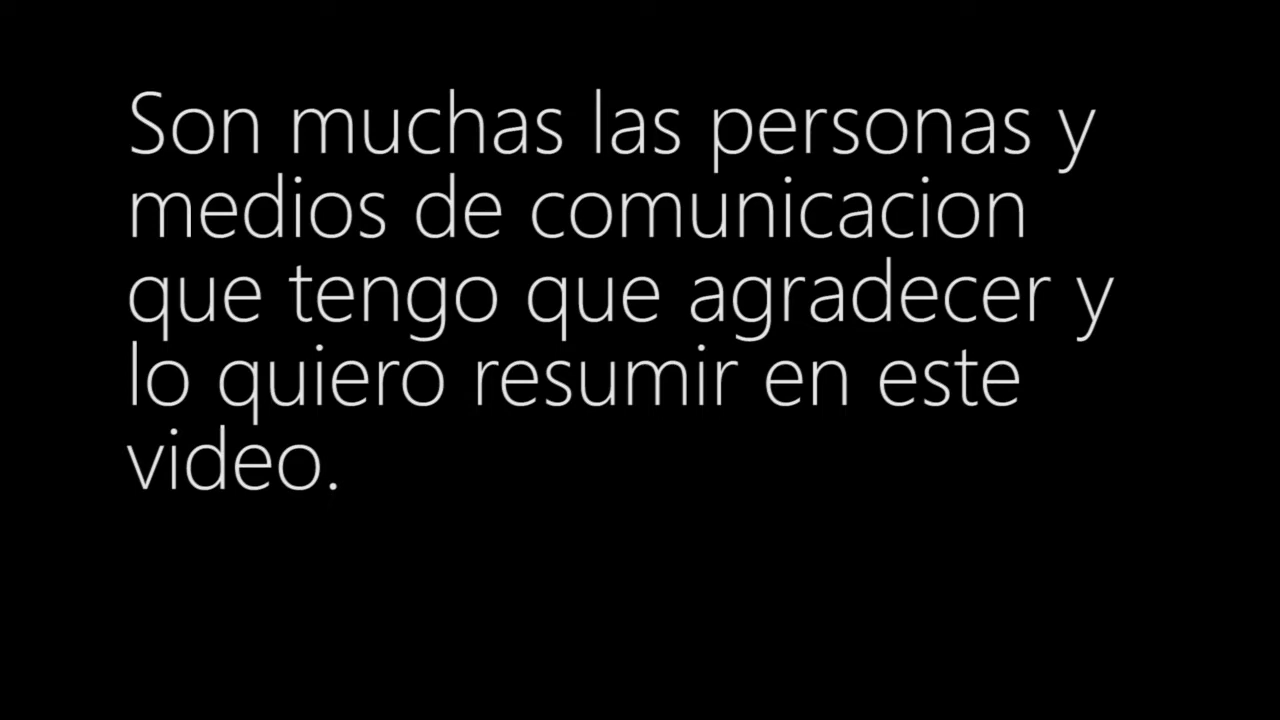 Son muchas las personas y
medios de comunicacion
que tengo que agradecer y
lo quiero resumir en este
video.